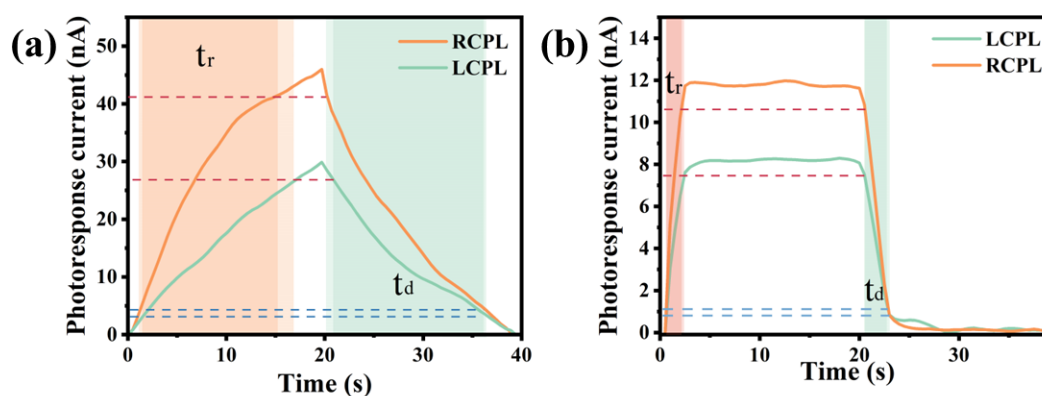 (a)
Photoresponse current (nA)
50
40
30
20
10
0
tr
RCPL
LCPL
td
0 10 20 30 40
Time (s)
(b)
Photoresponse current (nA)
14
12
10
8
6
4
2
0
tr
LCPL
RCPL
td
0 10 20 30
Time (s)